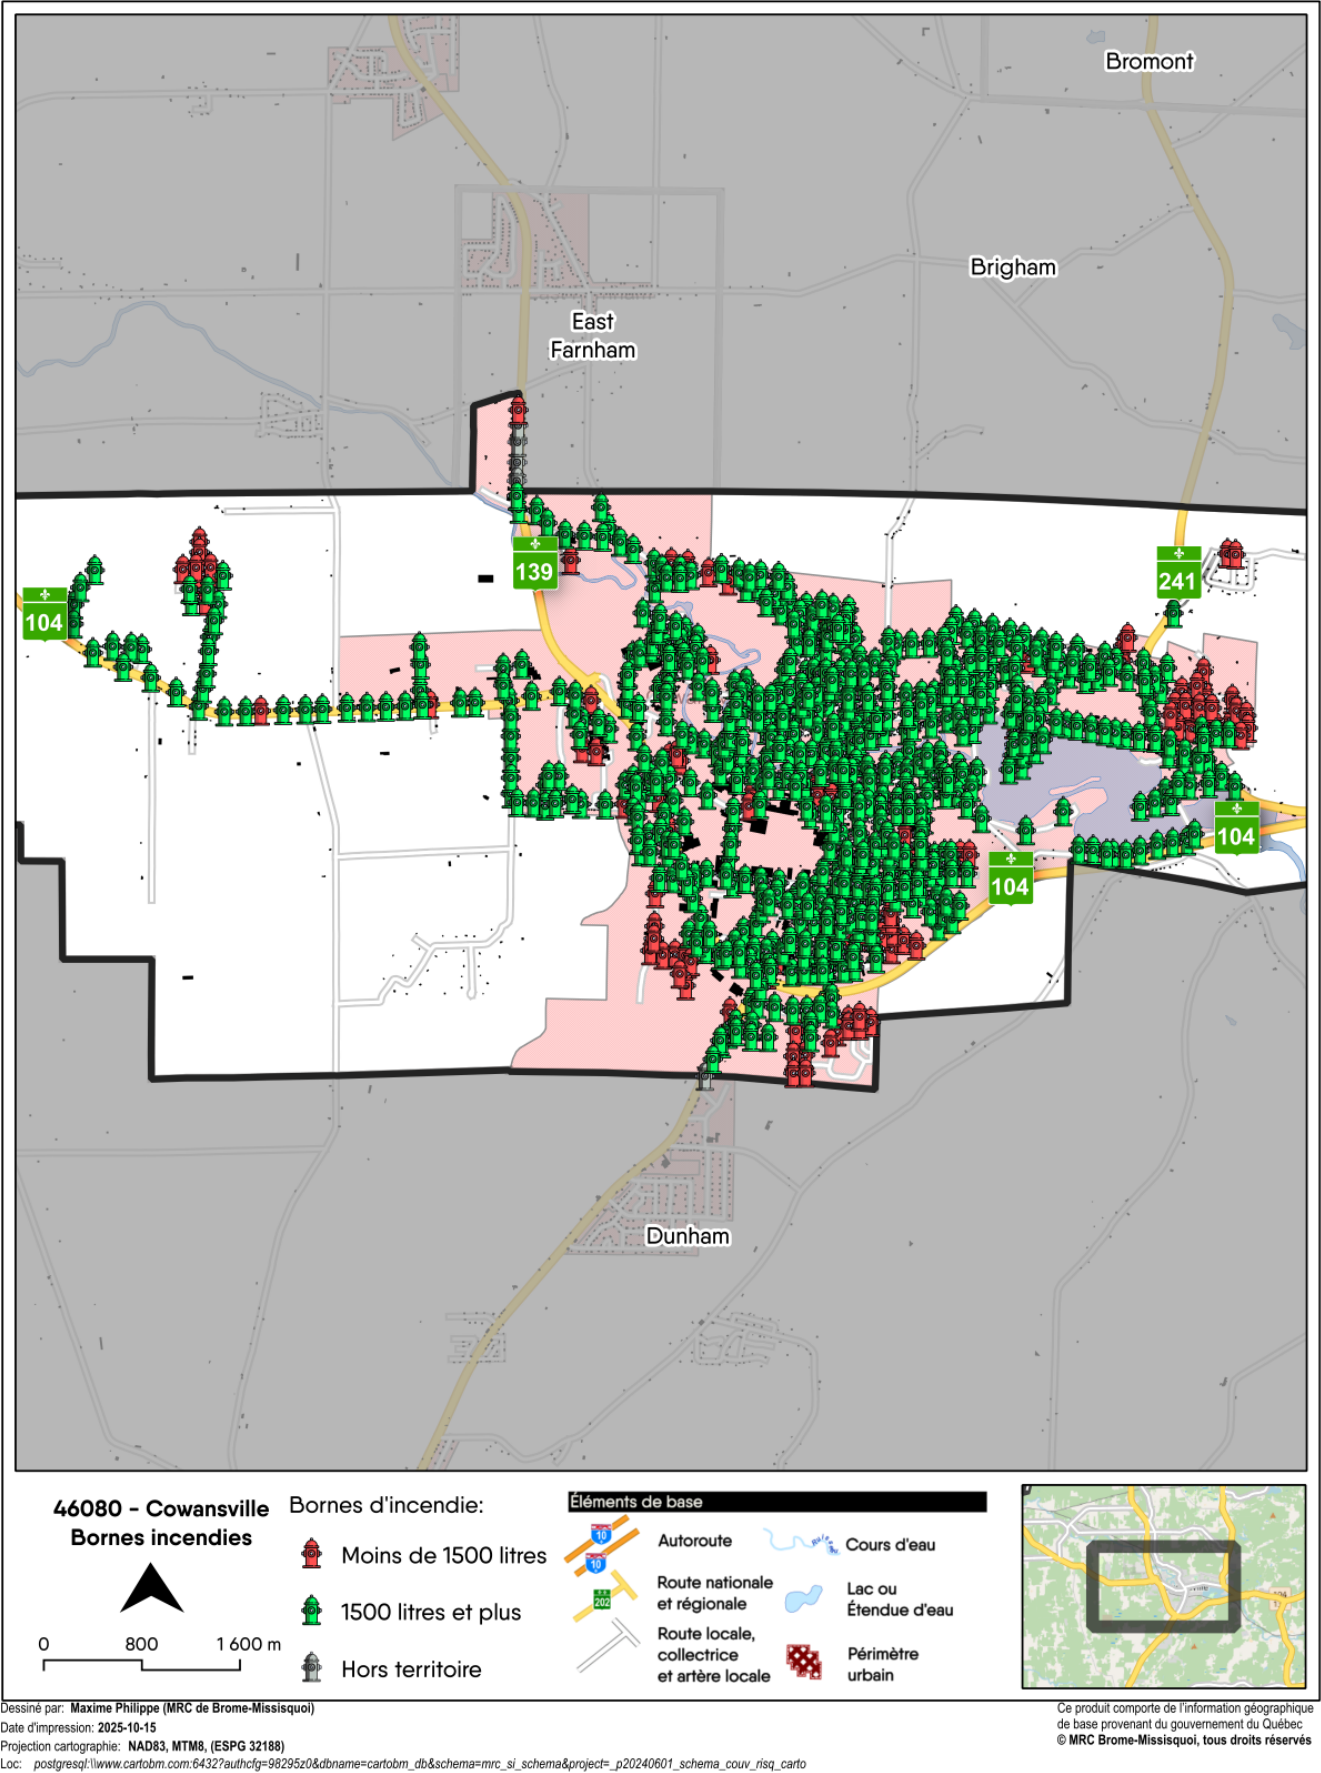 Bromont
Brigham
East
Farnham
139
241
104
104
104
Dunham
46080 - Cowansville
Bornes incendies
0 800 1 600 m
Bornes d'incendie:
Moins de 1500 litres
1500 litres et plus
Hors territoire
Éléments de base
10
10
Autoroute
202
Route nationale
et régionale
Route locale,
collectrice
et artère locale
Cours d'eau
Lac ou
Étendue d'eau
Périmètre
urbain
Dessiné par: Maxime Philippe (MRC de Brome-Missisquoi)
Date d'impression: 2025-10-15
Projection cartographie: NAD83, MTM8, (ESPG 32188)
Loc: postgresql:\\www.cartobm.com:6432?authcfg=98295z0&dbname=cartobm_db&schema=mrc_si_schema&project=_p20240601_schema_couv_risq_carto
Ce produit comporte de l'information géographique
de base provenant du gouvernement du Québec
© MRC Brome-Missisquoi, tous droits réservés